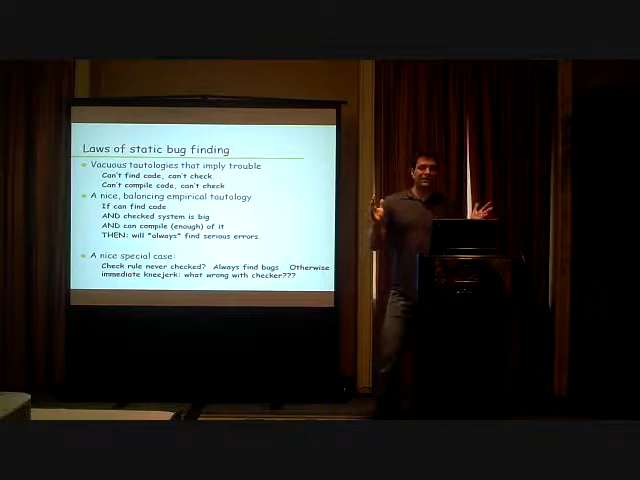 Laws of static bug finding
Vacuous tautologies that imply trouble
Can't find code, can't check
Can't compile code, can't check
A nice, balancing empirical tautology
If can find code
AND checked system is big
AND can compile (enough) of it
THEN: will *always* find serious errors.
A nice special case:
Check rule never checked? Always find bugs Otherwise
immediate kneejerk: what wrong with checker???